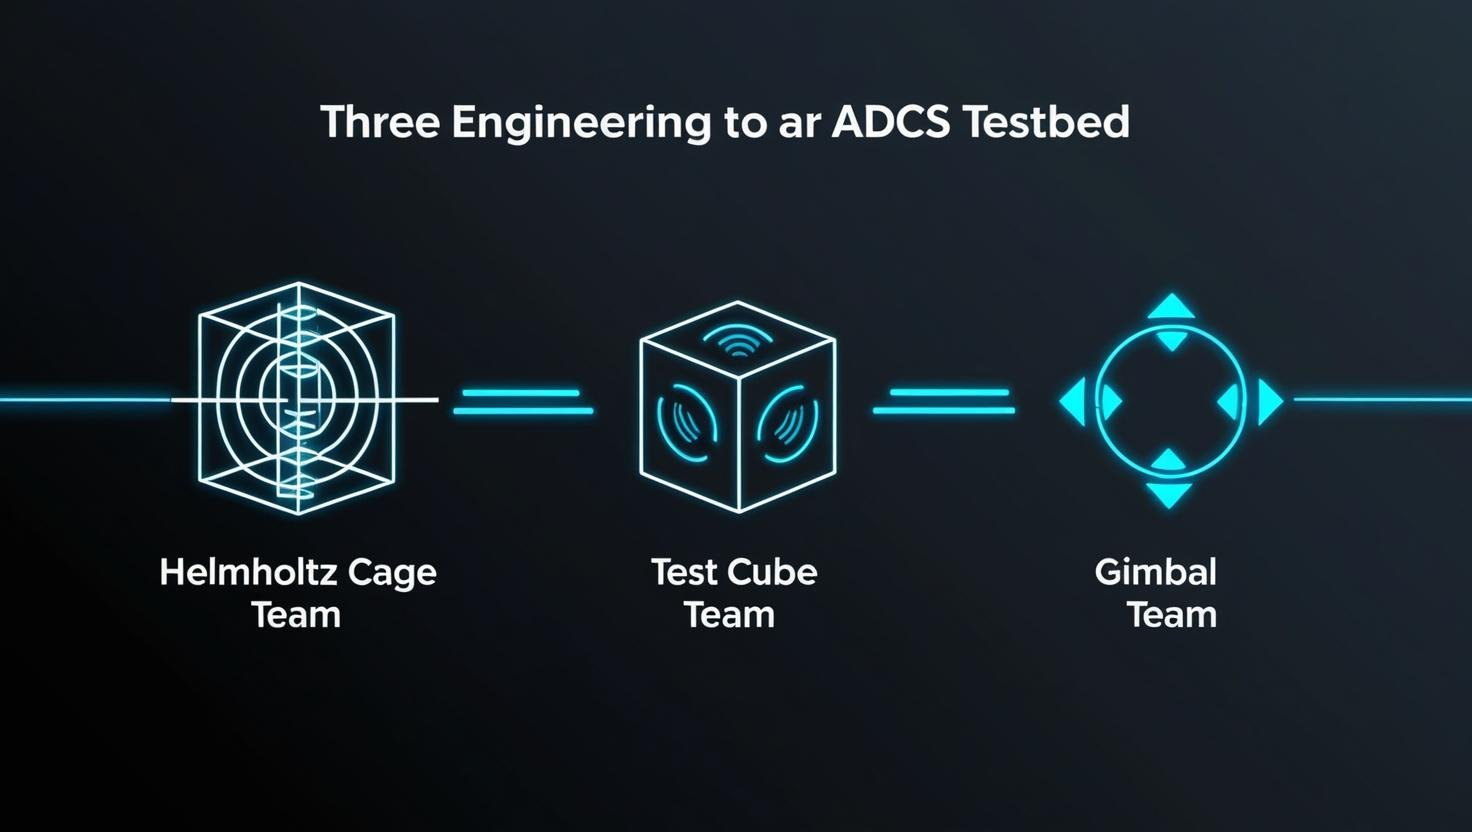 Three Engineering to ar ADCS Testbed
Helmholtz Cage
Team
Test Cube
Team
Gimbal
Team